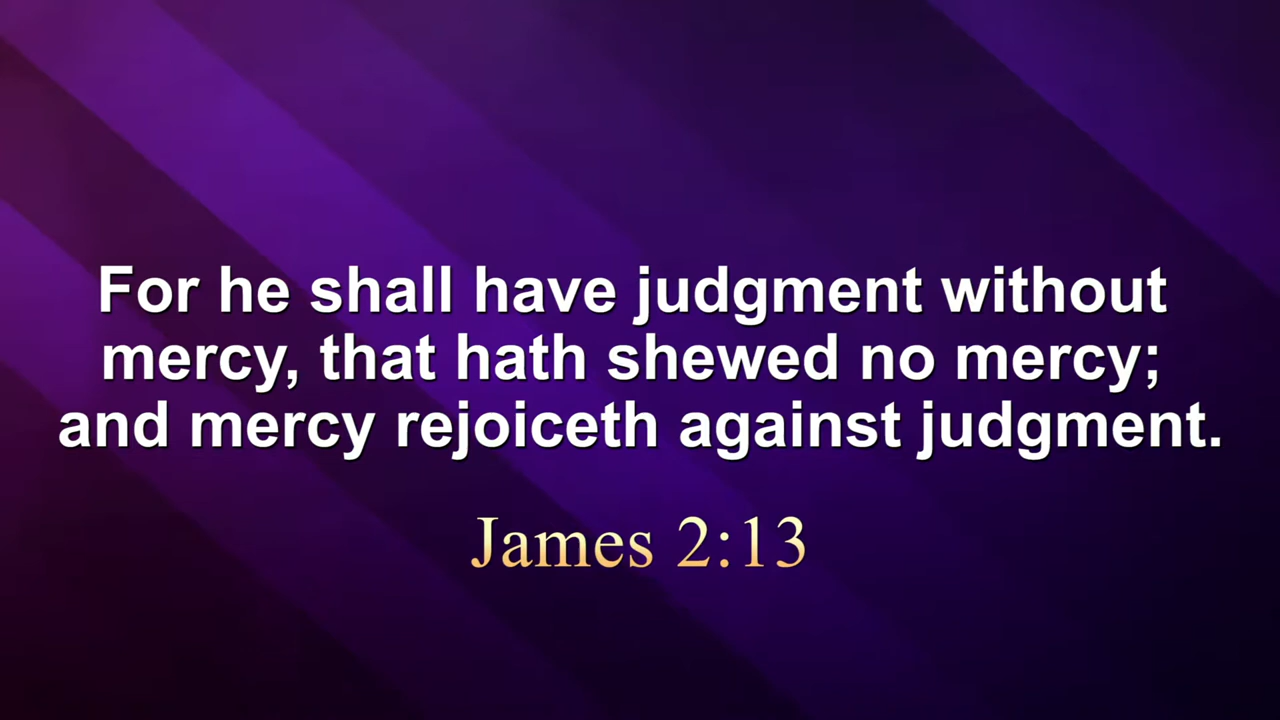 For he shall have judgment without
mercy, that hath shewed no mercy;
and mercy rejoiceth against judgment.
James 2:13